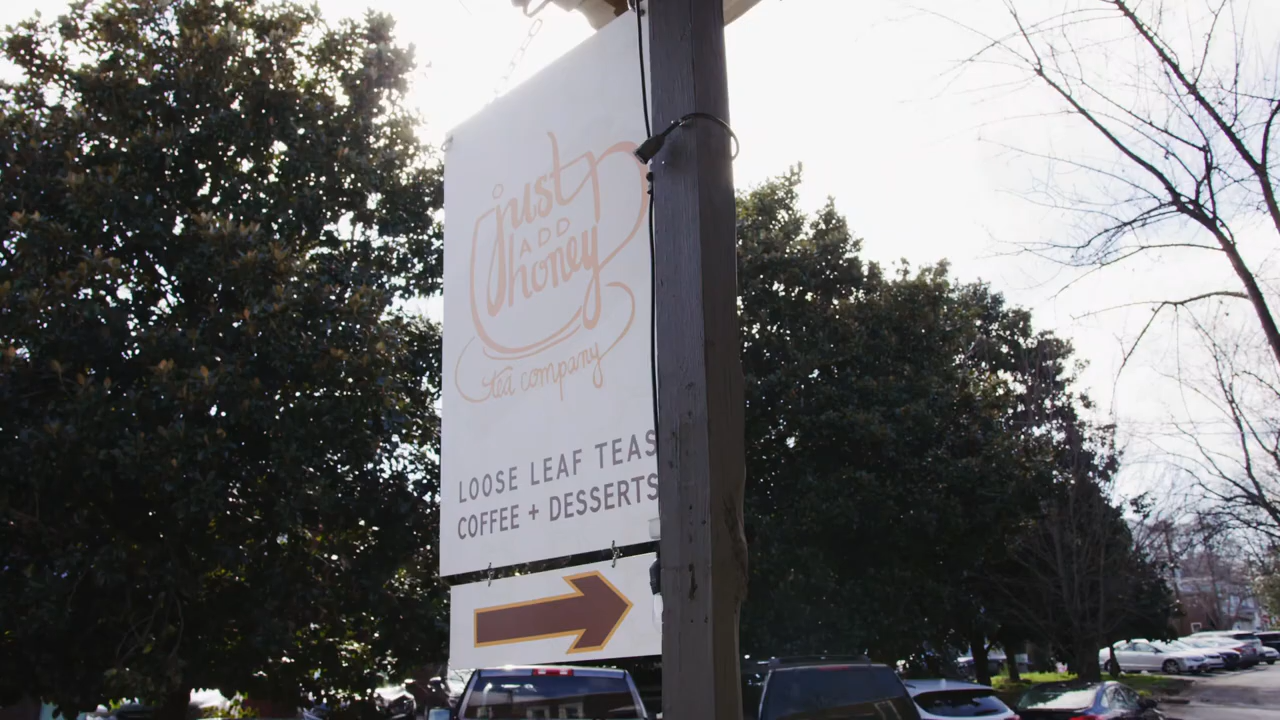 just
ADD
honey
tea company
LOOSE LEAF TEAS
COFFEE + DESSERTS